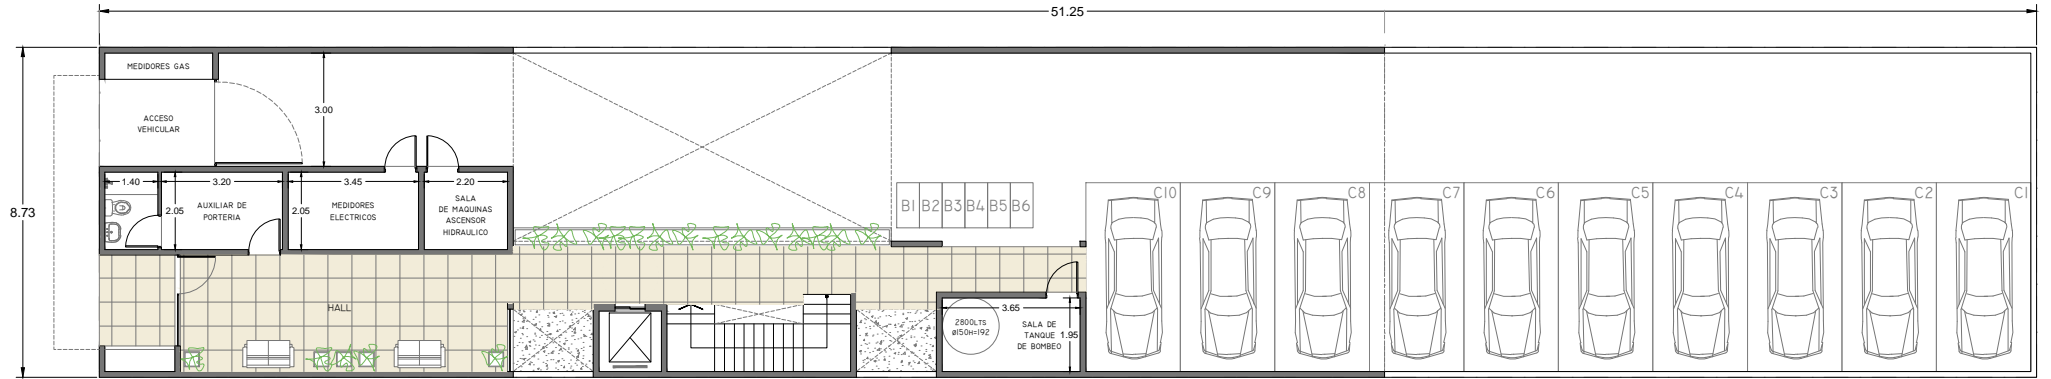 51.25
8.73
MEDIDORES GAS
ACCESO
VEHICULAR
3.00
1.40
3.20
3.45
2.20
2.05
2.05
AUXILIAR DE
PORTERIA
MEDIDORES
ELECTRICOS
SALA
DE MAQUINAS
ASCENSOR
HIDRAULICO
B1 B2 B3 B4 B5 B6
C10 C9 C8 C7 C6 C5 C4 C3 C2 C1
HALL
3.65
2800LTS
ø150H=192
SALA DE
TANQUE
DE BOMBEO
1.95